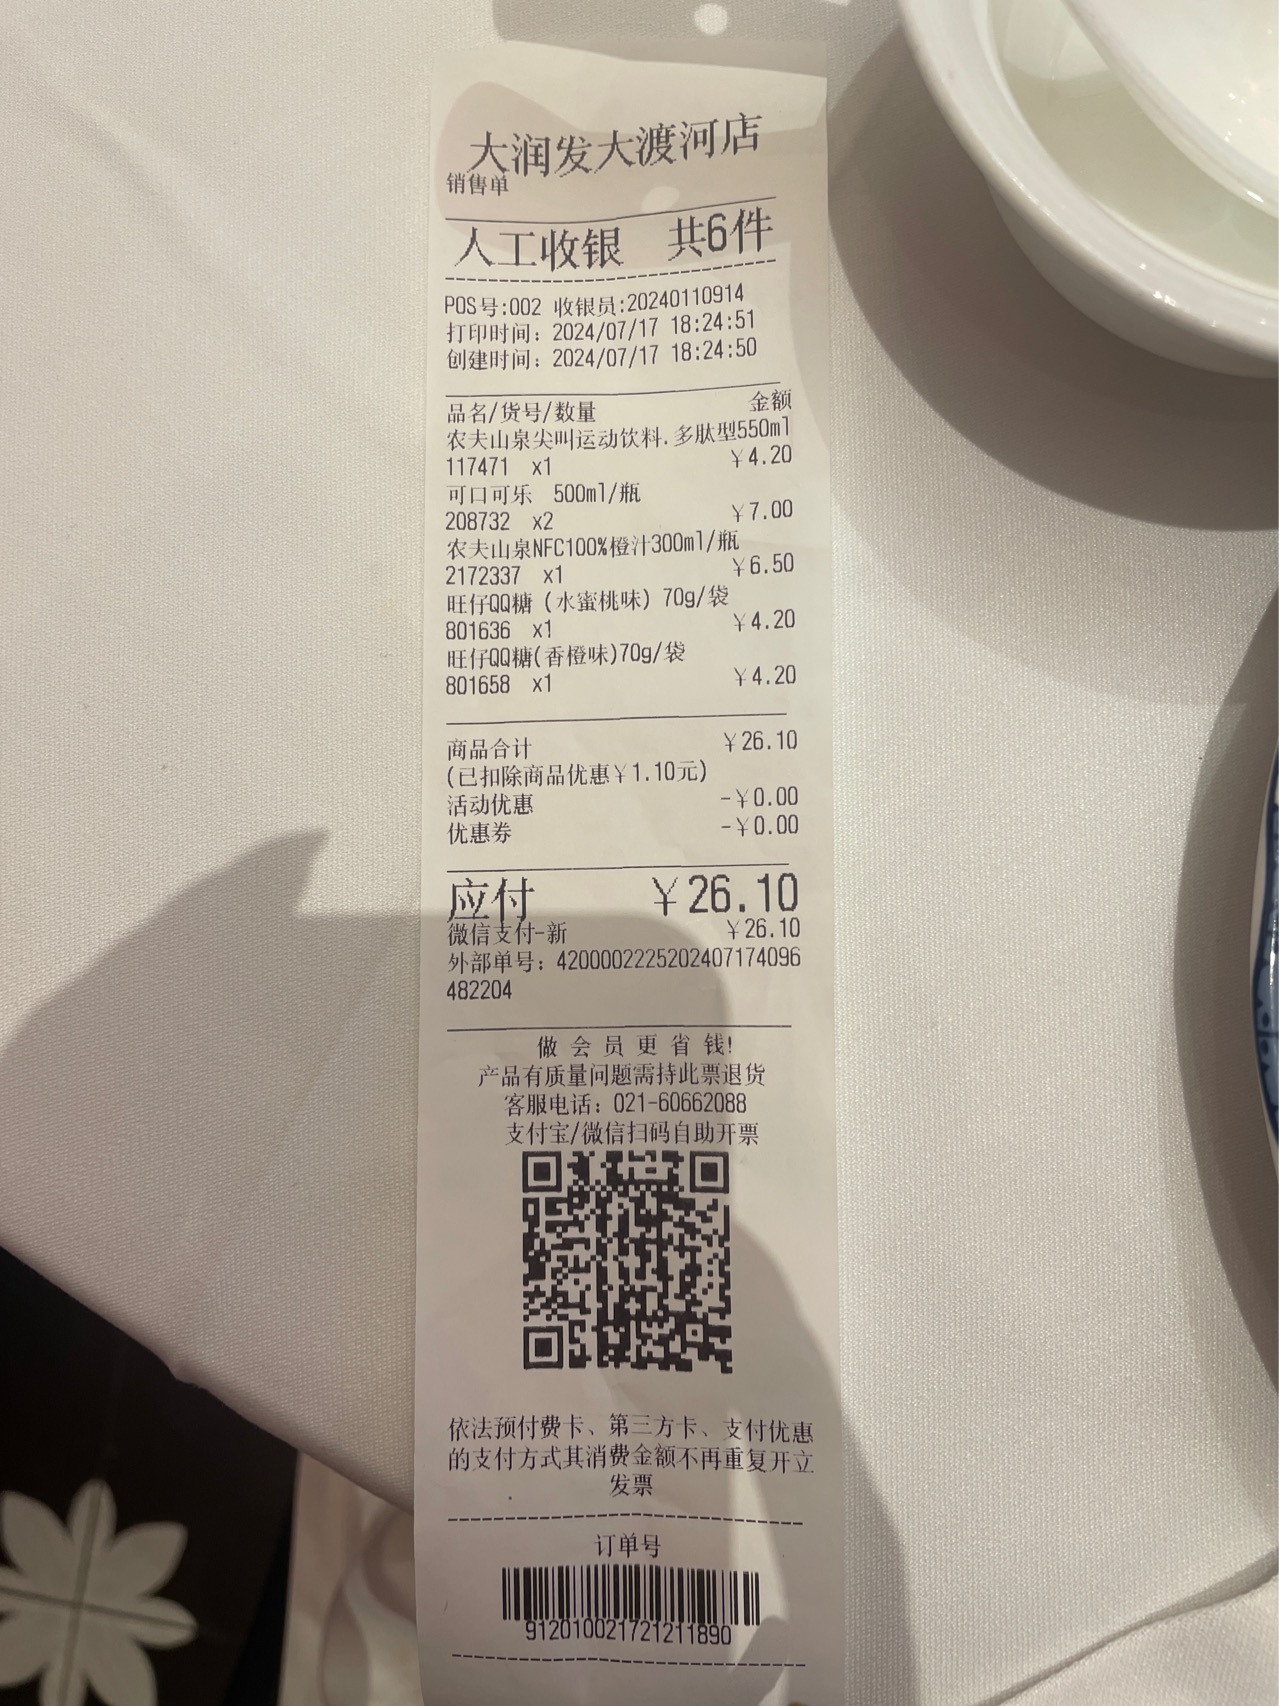 大润发大渡河店
销售单
人工收银 共6件
POS号:002 收银员:20240110914
打印时间: 2024/07/17 18:24:51
创建时间: 2024/07/17 18:24:50
品名/货号/数量 金额
农夫山泉尖叫运动饮料.多肽型550ml
117471 x1 ￥4.20
可口可乐 500ml/瓶
208732 x2 ￥7.00
农夫山泉NFC100%橙汁300ml/瓶
2172337 x1 ￥6.50
旺仔QQ糖（水蜜桃味）70g/袋
801636 x1 ￥4.20
旺仔QQ糖(香橙味)70g/袋
801658 x1 ￥4.20
商品合计 ￥26.10
(已扣除商品优惠￥1.10元)
活动优惠 -￥0.00
优惠券 -￥0.00
应付 ￥26.10
微信支付-新 ￥26.10
外部单号: 4200002225202407174096
482204
做会员更省钱!
产品有质量问题需持此票退货
客服电话: 021-60662088
支付宝/微信扫码自助开票
依法预付费卡、第三方卡、支付优惠
的支付方式其消费金额不再重复开立
发票
订单号
912010021721211890